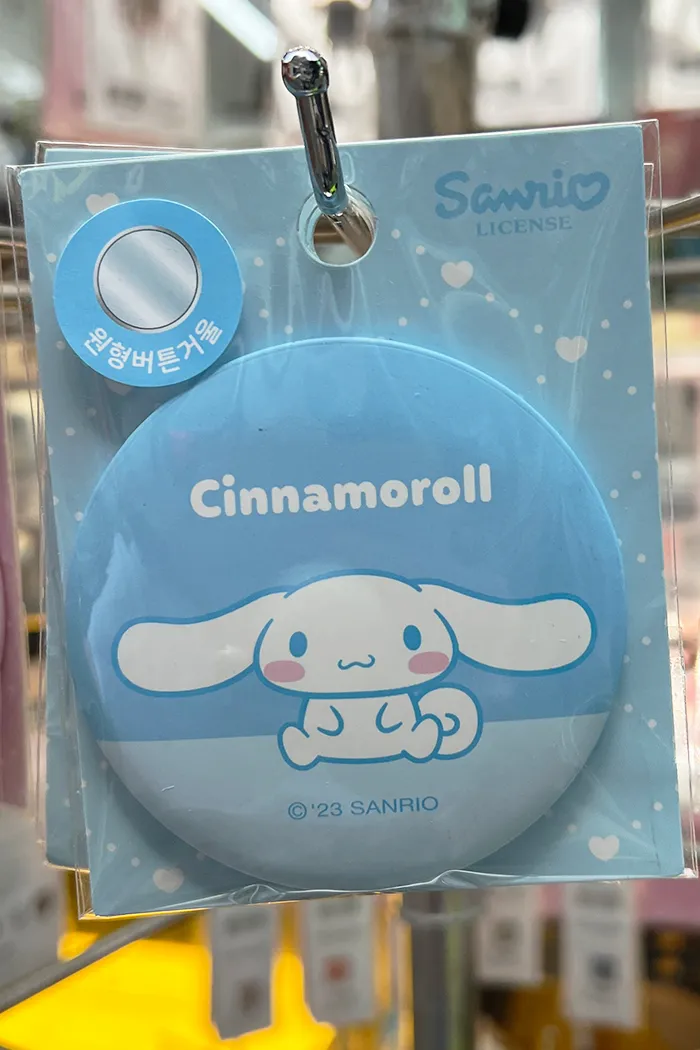 Sanrio
LICENSE
원형버튼거울
Cinnamoroll
© '23 SANRIO